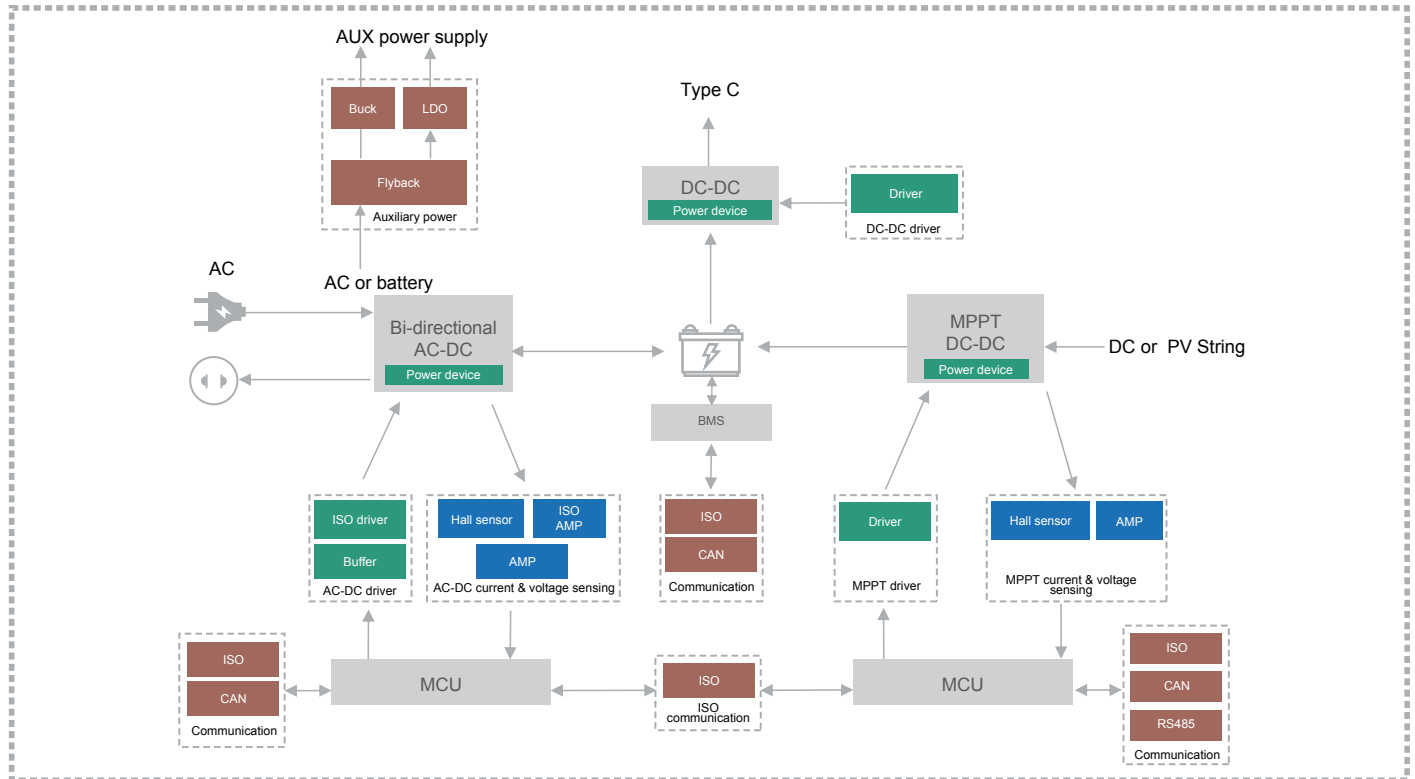 AUX power supply
Buck
LDO
Flyback
Auxiliary power
Type C
DC-DC
Power device
Driver
DC-DC driver
AC
AC or battery
Bi-directional
AC-DC
Power device
MPPT
DC-DC
Power device
DC or PV String
BMS
ISO driver
Buffer
AC-DC driver
Hall sensor
ISO
AMP
AMP
AC-DC current & voltage sensing
ISO
CAN
Communication
Driver
MPPT driver
Hall sensor
AMP
MPPT current & voltage
sensing
ISO
CAN
Communication
MCU
ISO
ISO
communication
MCU
ISO
CAN
RS485
Communication